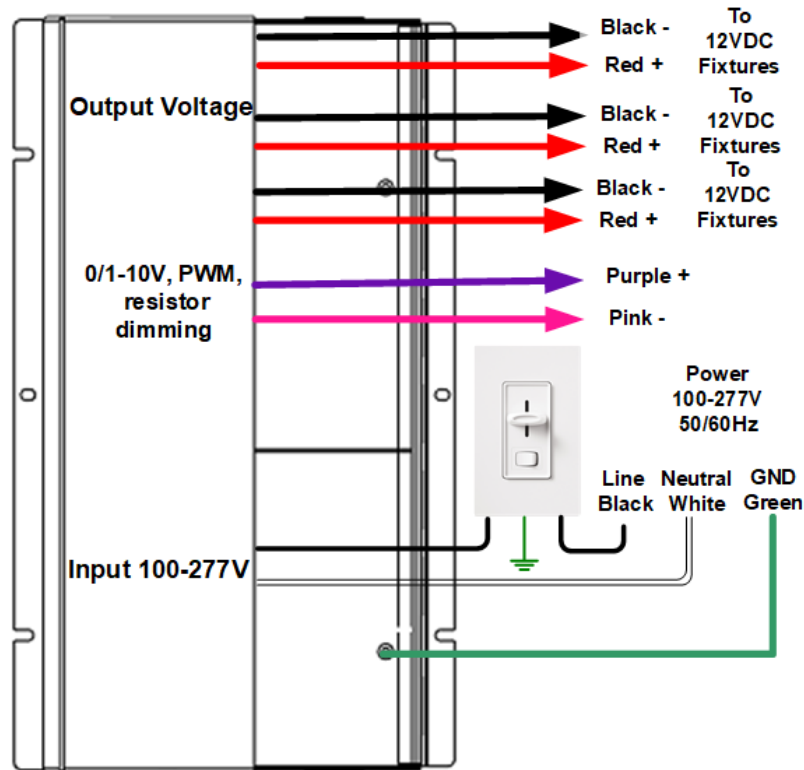 Black - To
12VDC
Red + Fixtures
Output Voltage
Black - To
12VDC
Red + Fixtures
Black - To
12VDC
Red + Fixtures
0/1-10V, PWM,
resistor
dimming
Purple +
Pink -
Power
100-277V
50/60Hz
Line Neutral GND
Black White Green
Input 100-277V